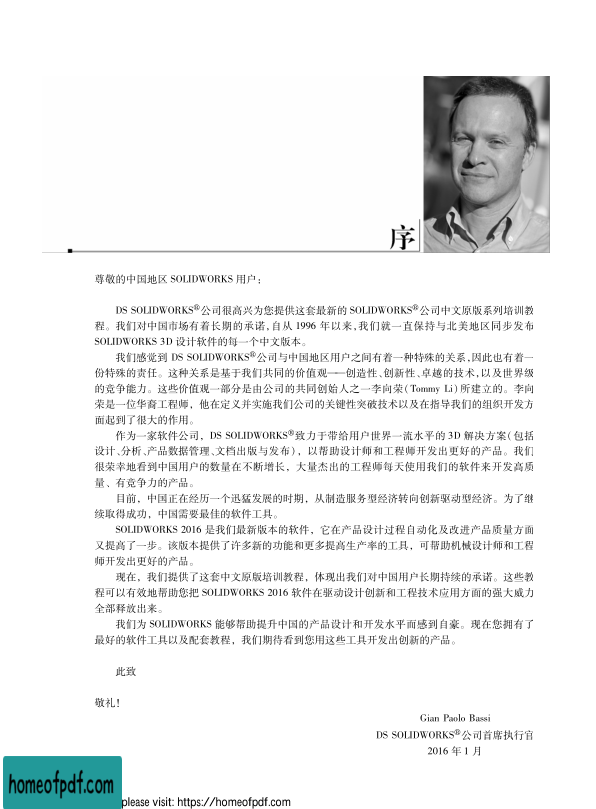 序
尊敬的中国地区 SOLIDWORKS 用户：
DS SOLIDWORKS®公司很高兴为您提供这套最新的 SOLIDWORKS®公司中文原版系列培训教
程。我们对中国市场有着长期的承诺，自从 1996 年以来，我们就一直保持与北美地区同步发布
SOLIDWORKS 3D 设计软件的每一个中文版本。
我们感觉到 DS SOLIDWORKS®公司与中国地区用户之间有着一种特殊的关系，因此也有着一
份特殊的责任。这种关系是基于我们共同的价值观——创造性、创新性、卓越的技术，以及世界级
的竞争能力。这些价值观一部分是由公司的共同创始人之一李向荣（Tommy Li）所建立的。李向
荣是一位华裔工程师，他在定义并实施我们公司的关键性突破技术以及在指导我们的组织开发方
面起到了很大的作用。
作为一家软件公司，DS SOLIDWORKS®致力于带给用户世界一流水平的 3D 解决方案（包括
设计、分析、产品数据管理、文档出版与发布），以帮助设计师和工程师开发出更好的产品。我们
很荣幸地看到中国用户的数量在不断增长，大量杰出的工程师每天使用我们的软件来开发高质
量、有竞争力的产品。
目前，中国正在经历一个迅猛发展的时期，从制造服务型经济转向创新驱动型经济。为了继
续取得成功，中国需要最佳的软件工具。
SOLIDWORKS 2016 是我们最新版本的软件，它在产品设计过程自动化及改进产品质量方面
又提高了一步。该版本提供了许多新的功能和更多提高生产率的工具，可帮助机械设计师和工程
师开发出更好的产品。
现在，我们提供了这套中文原版培训教程，体现出我们对中国用户长期持续的承诺。这些教
程可以有效地帮助您把 SOLIDWORKS 2016 软件在驱动设计创新和工程技术应用方面的强大威力
全部释放出来。
我们为 SOLIDWORKS 能够帮助提升中国的产品设计和开发水平而感到自豪。现在您拥有了
最好的软件工具以及配套教程，我们期待看到您用这些工具开发出创新的产品。
此致
敬礼！
Gian Paolo Bassi
DS SOLIDWORKS®公司首席执行官
2016 年 1 月
homeofpdf.com
please visit: https://homeofpdf.com